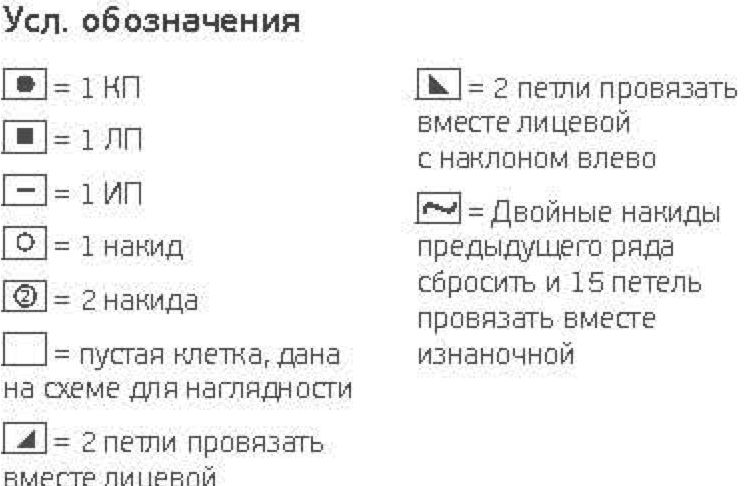 Усл. обозначения
= 1 КП
= 1 ЛП
= 1 ИП
= 1 накид
② = 2 накида
= пустая клетка, дана
на схеме для наглядности
= 2 петли провязать
вместе лицевой
= 2 петли провязать
вместе лицевой
с наклоном влево
= Двойные накиды
предыдущего ряда
сбросить и 15 петель
провязать вместе
изнаночной